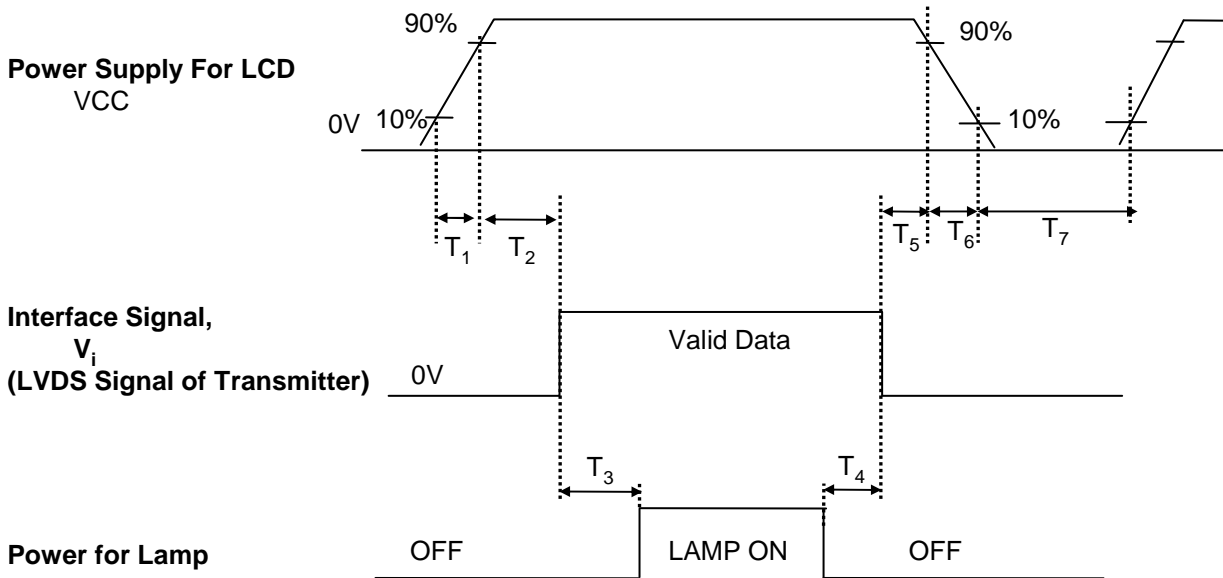 90%
90%
Power Supply For LCD
VCC
0V
10%
10%
T1
T2
T5
T6
T7
Interface Signal,
Vi
(LVDS Signal of Transmitter)
0V
Valid Data
T3
T4
Power for Lamp
OFF
LAMP ON
OFF